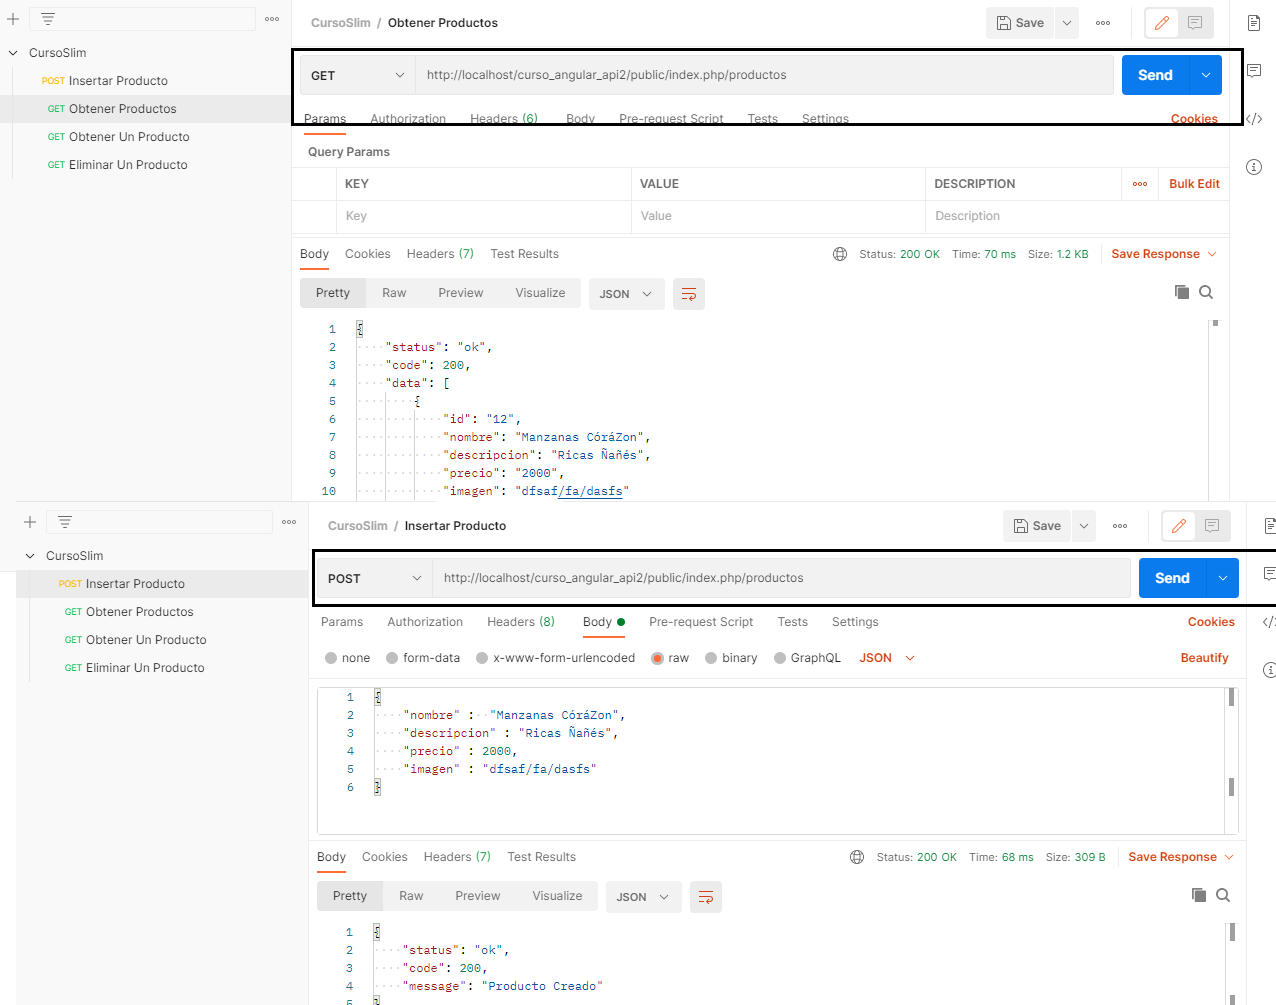 CursoSlim / Obtener Productos
Save
CursoSlim
POST Insertar Producto
GET Obtener Productos
GET Obtener Un Producto
GET Eliminar Un Producto
GET
http://localhost/curso_angular_api2/public/index.php/productos
Send
Params Authorization Headers (6) Body Pre-request Script Tests Settings Cookies
Query Params
KEY VALUE DESCRIPTION Bulk Edit
Key Value Description
Body Cookies Headers (7) Test Results Status: 200 OK Time: 70 ms Size: 1.2 KB Save Response
Pretty Raw Preview Visualize JSON
1 {
2 "status": "ok",
3 "code": 200,
4 "data": [
5 {
6 "id": "12",
7 "nombre": "Manzanas CóráZon",
8 "descripcion": "Ricas Ñañés",
9 "precio": "2000",
10 "imagen": "dfsaf/fa/dasfs"
CursoSlim / Insertar Producto
Save
CursoSlim
POST Insertar Producto
GET Obtener Productos
GET Obtener Un Producto
GET Eliminar Un Producto
POST
http://localhost/curso_angular_api2/public/index.php/productos
Send
Params Authorization Headers (8) Body Pre-request Script Tests Settings Cookies
none form-data x-www-form-urlencoded raw binary GraphQL JSON Beautify
1 {
2 "nombre" : "Manzanas CóráZon",
3 "descripcion" : "Ricas Ñañés",
4 "precio" : 2000,
5 "imagen" : "dfsaf/fa/dasfs"
6 }
Body Cookies Headers (7) Test Results Status: 200 OK Time: 68 ms Size: 309 B Save Response
Pretty Raw Preview Visualize JSON
1 {
2 "status": "ok",
3 "code": 200,
4 "message": "Producto Creado"
5 }